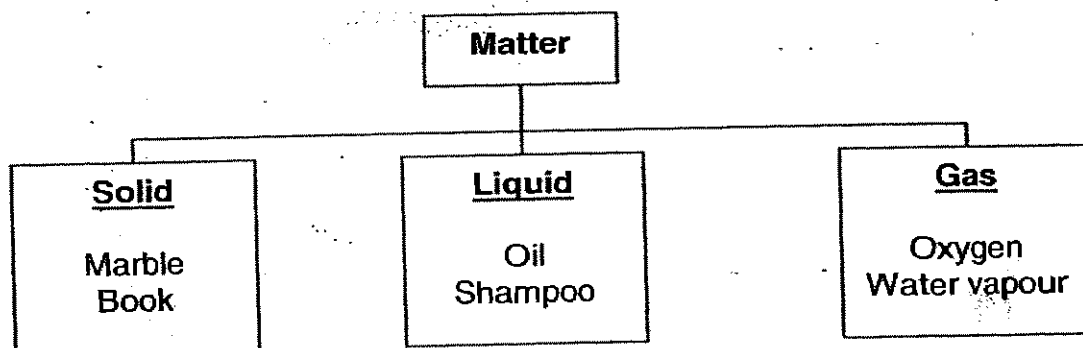 Matter
Solid
Marble
Book
Liquid
Oil
Shampoo
Gas
Oxygen
Water vapour